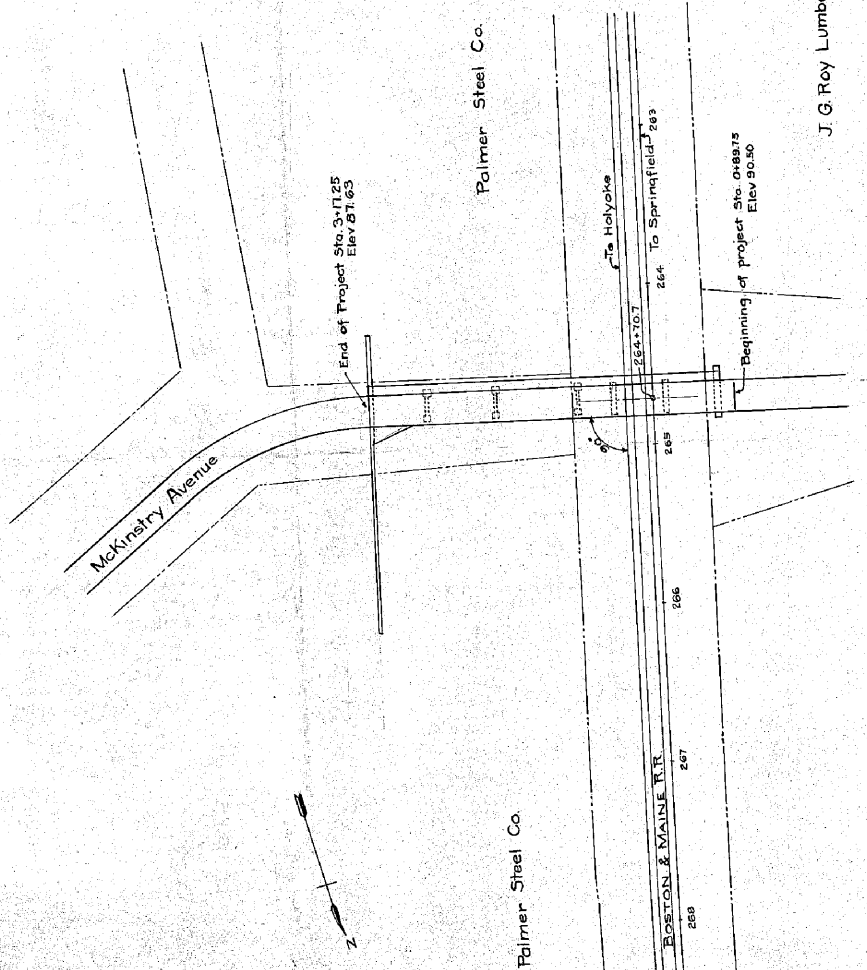 Palmer Steel Co.
J. G. Roy Lumb
End of Project Sta. 3+17.25
Elev 87.63
To Holyoke
To Springfield
263
264
264+70.7
Beginning of project Sta. 0+89.75
Elev 90.50
McKinstry Avenue
90°
265
266
267
268
BOSTON & MAINE R.R.
Palmer Steel Co.
N